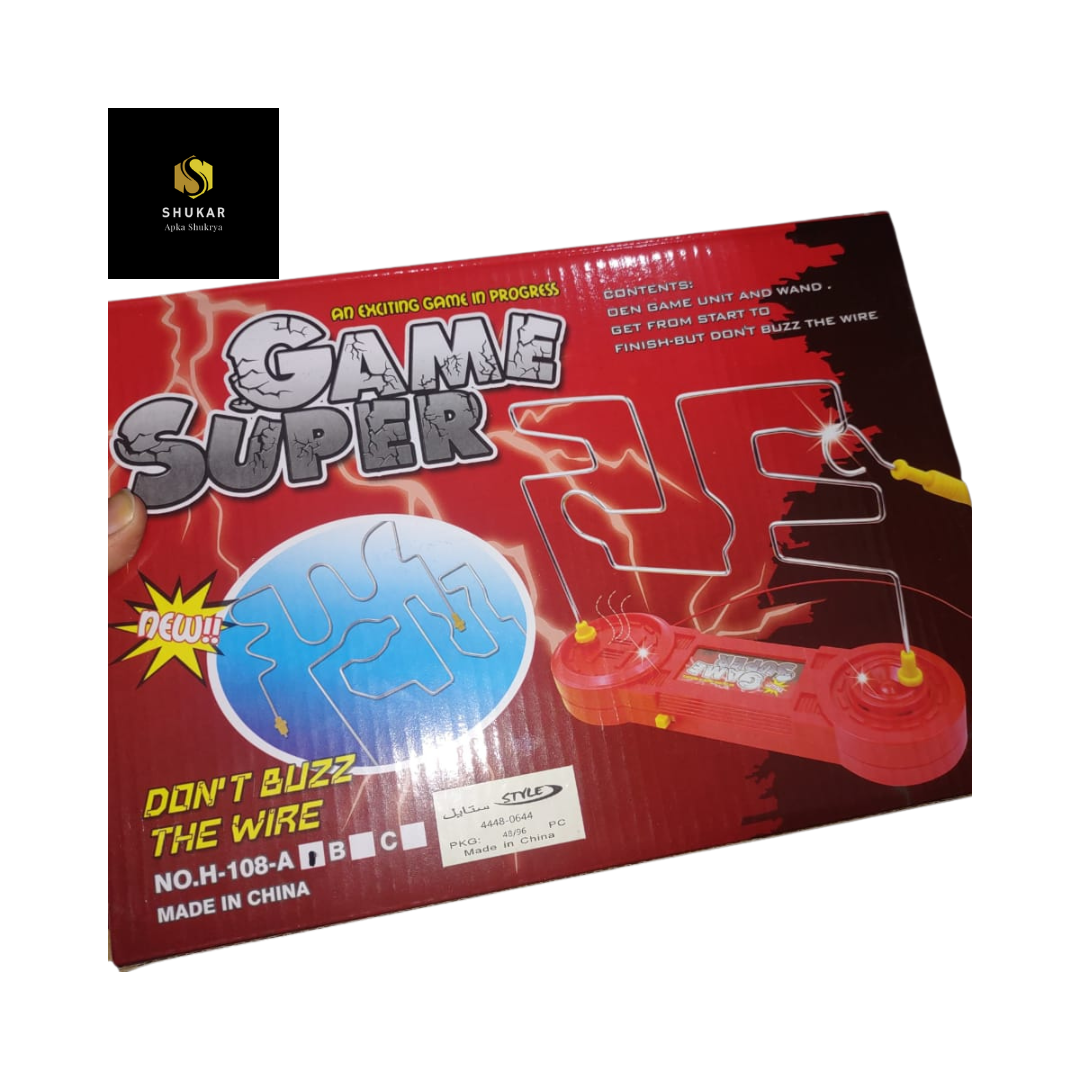 SHUKAR
Apka Shukrya
AN EXCITING GAME IN PROGRESS
GAME
SUPER
CONTENTS:
OEN GAME UNIT AND WAND .
GET FROM START TO
FINISH-BUT DON'T BUZZ THE WIRE
NEW!!
GAME
SUPER
DON'T BUZZ
THE WIRE
NO.H-108-A B C
MADE IN CHINA
ستايل STYLE
4448-0644
PKG: 48/96 PC
Made in China